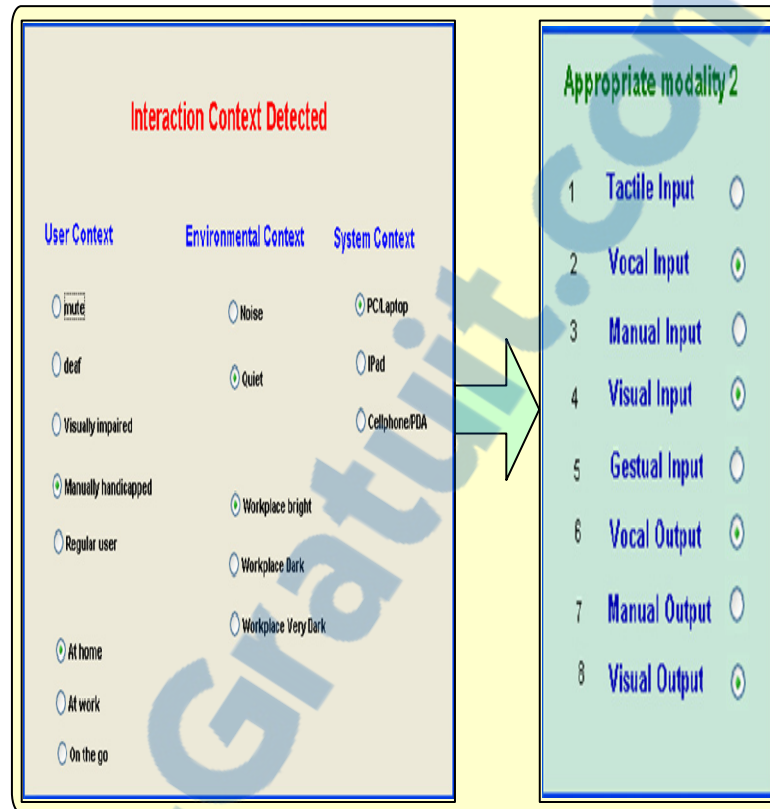 Interaction Context Detected
User Context
mute
deaf
Visually impaired
Manually handicapped
Regular user
At home
At work
On the go
Environmental Context
Noise
Quiet
Workplace bright
Workplace Dark
Workplace Very Dark
System Context
PC/Laptop
IPad
Cellphone/PDA
Appropriate modality 2
1 Tactile Input
2 Vocal Input
3 Manual Input
4 Visual Input
5 Gestual Input
6 Vocal Output
7 Manual Output
8 Visual Output
Gratuit.com